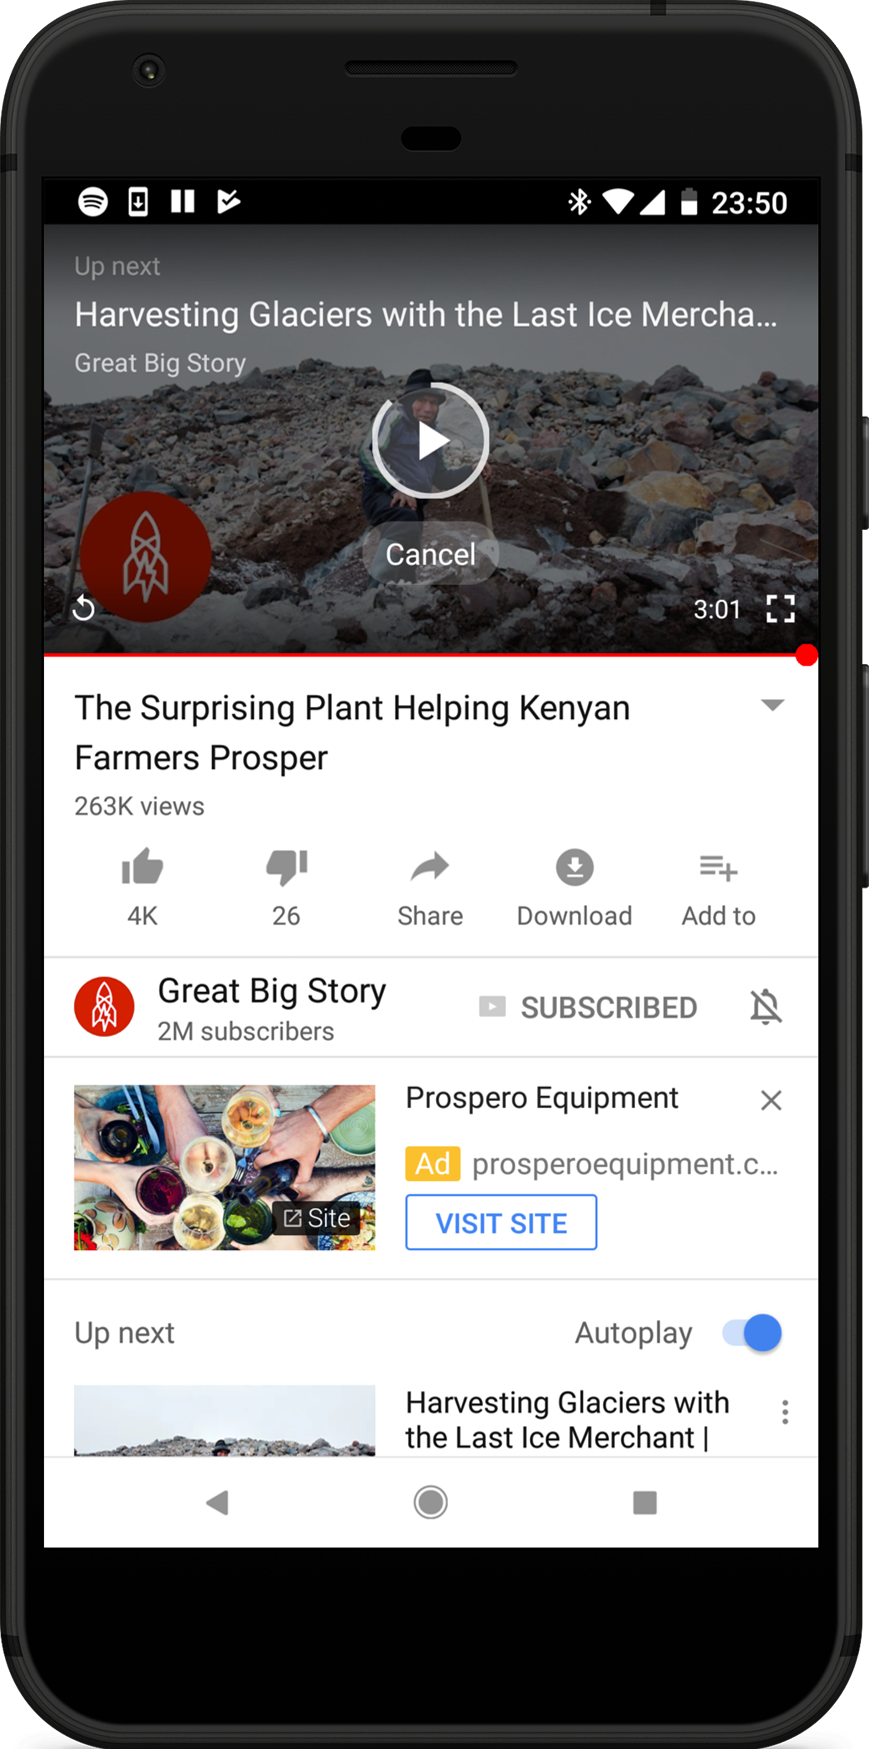 23:50
Up next
Harvesting Glaciers with the Last Ice Mercha...
Great Big Story
Cancel
3:01
The Surprising Plant Helping Kenyan
Farmers Prosper
263K views
4K
26
Share
Download
Add to
Great Big Story
2M subscribers
SUBSCRIBED
Prospero Equipment
Ad prosperoequipment.c...
Site
VISIT SITE
Up next
Autoplay
Harvesting Glaciers with
the Last Ice Merchant |